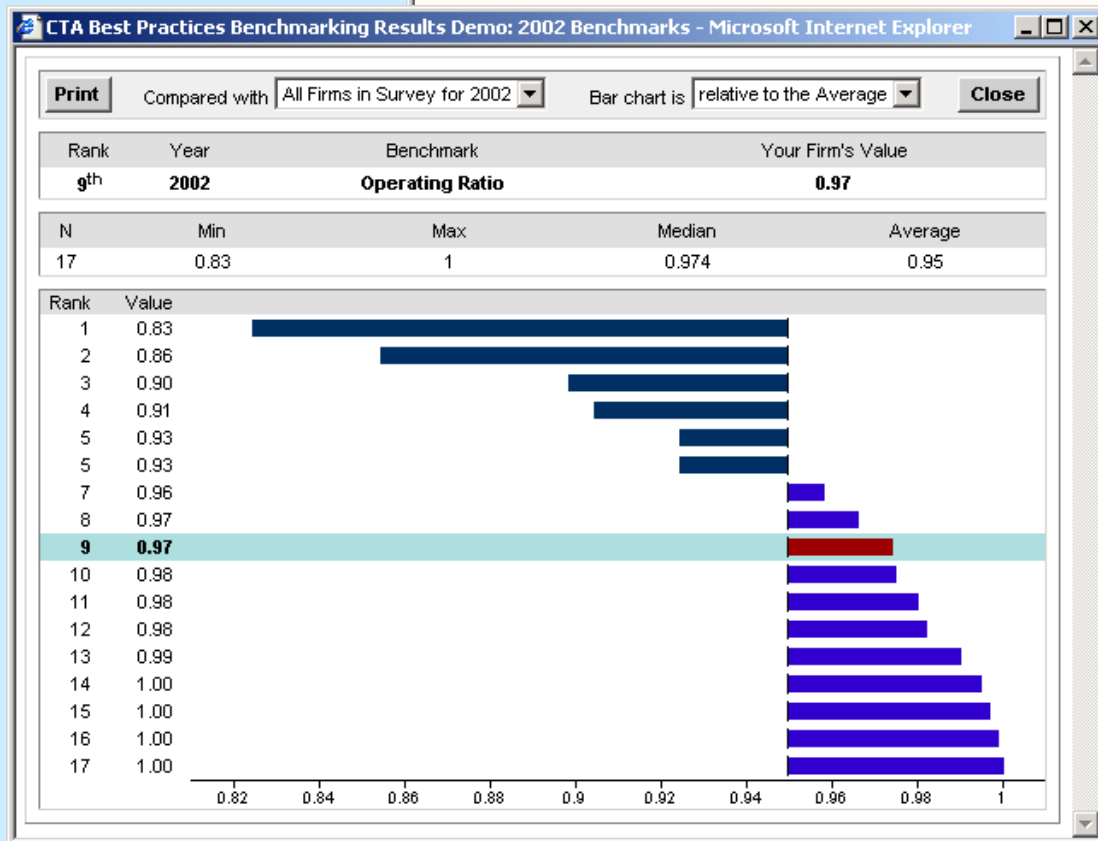 CTA Best Practices Benchmarking Results Demo: 2002 Benchmarks - Microsoft Internet Explorer
Print Compared with All Firms in Survey for 2002 Bar chart is relative to the Average Close
Rank Year Benchmark Your Firm's Value
9th 2002 Operating Ratio 0.97
N Min Max Median Average
17 0.83 1 0.974 0.95
Rank Value
1 0.83
2 0.86
3 0.90
4 0.91
5 0.93
5 0.93
7 0.96
8 0.97
9 0.97
10 0.98
11 0.98
12 0.98
13 0.99
14 1.00
15 1.00
16 1.00
17 1.00
0.82 0.84 0.86 0.88 0.9 0.92 0.94 0.96 0.98 1